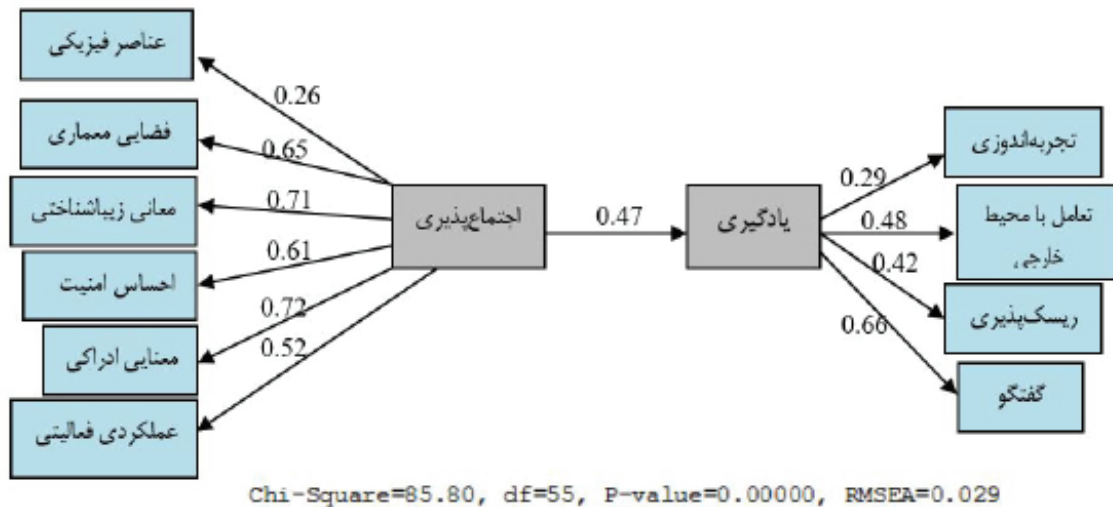 عناصر فیزیکی
0.26
فضایی معماری
0.65
معانی زیباشناختی
0.71
احساس امنیت
0.61
معنایی ادراکی
0.72
عملکردی فعالیتی
0.52
اجتماع‌پذیری
0.47
یادگیری
تجربه‌اندوزی
0.29
تعامل با محیط
خارجی
0.48
ریسک‌پذیری
0.42
گفتگو
0.66
Chi-Square=85.80, df=55, P-value=0.00000, RMSEA=0.029